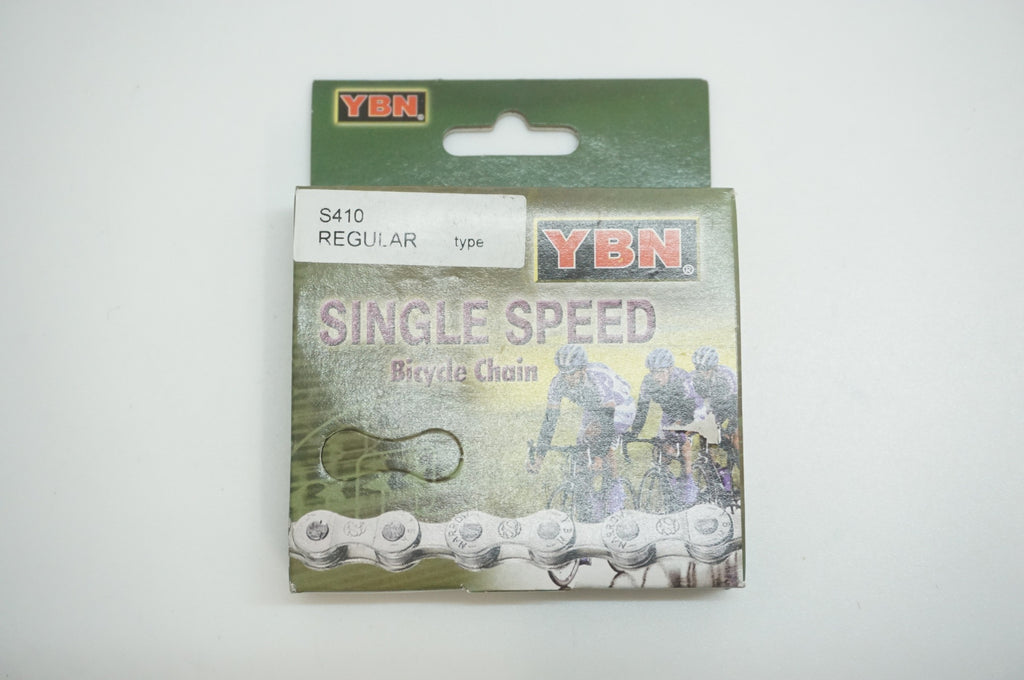 YBN®
S410
REGULAR type
YBN®
SINGLE SPEED
Bicycle Chain